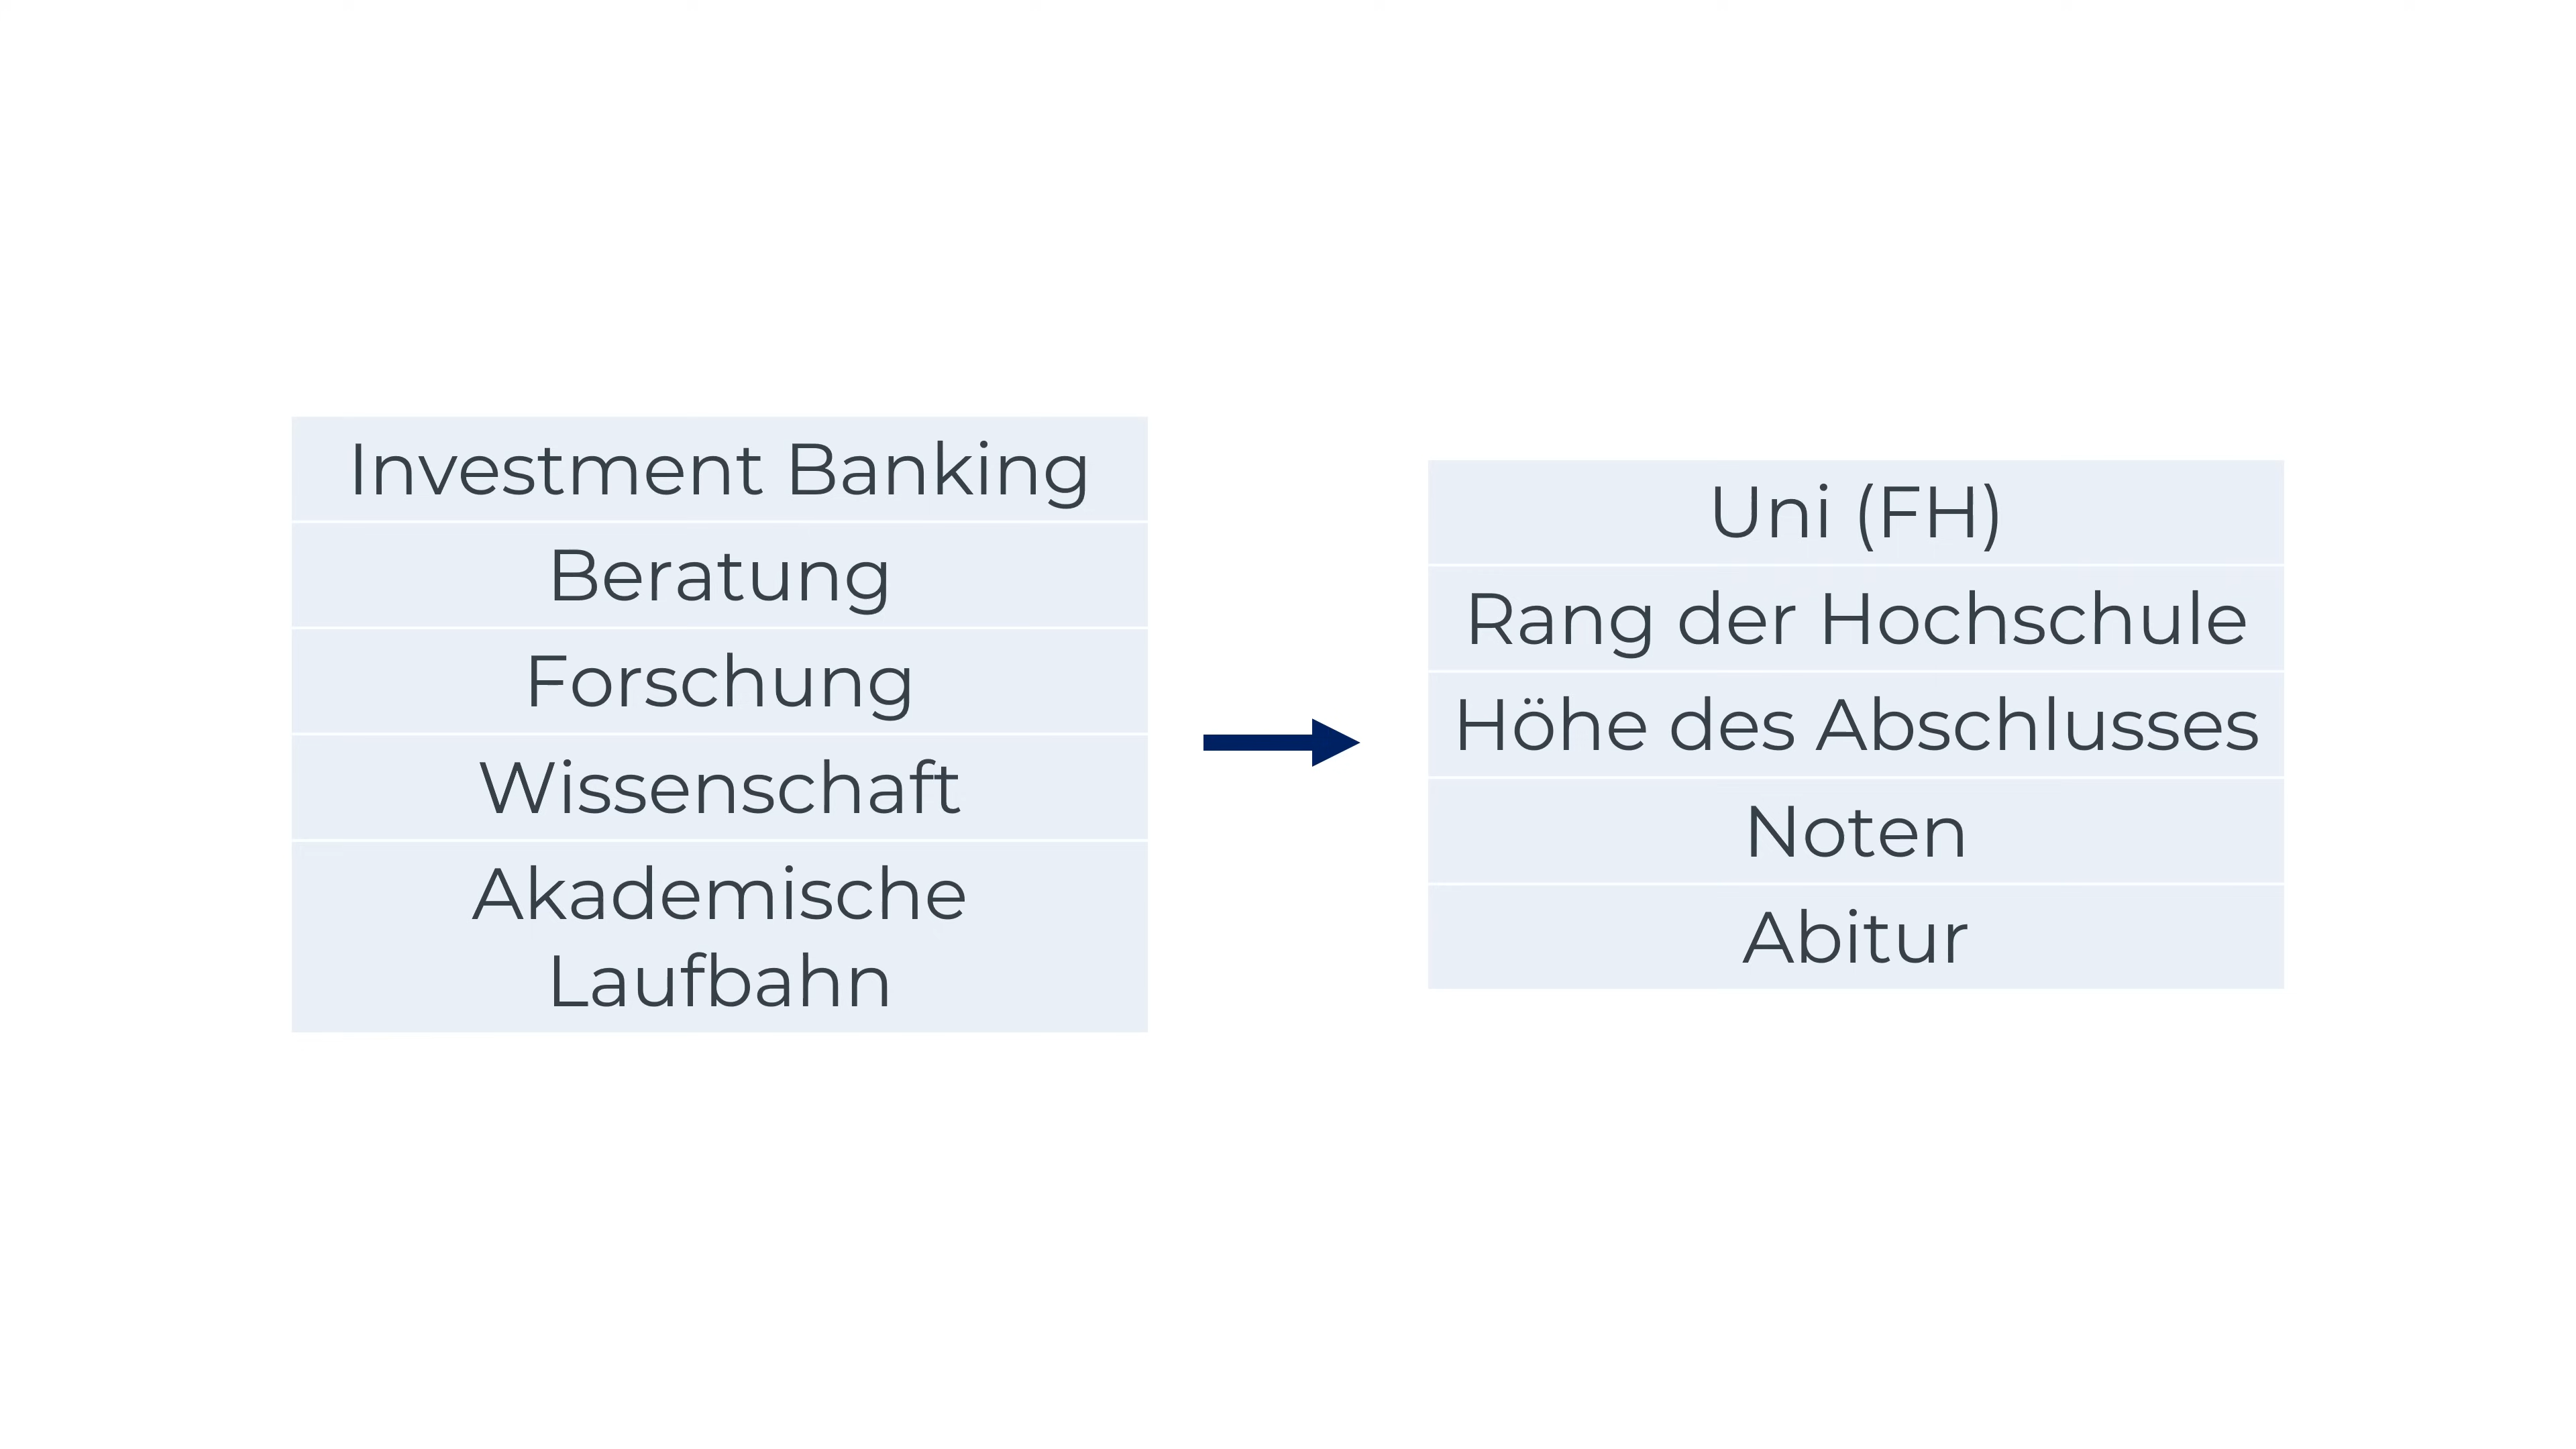 Investment Banking
Beratung
Forschung
Wissenschaft
Akademische
Laufbahn
Uni (FH)
Rang der Hochschule
Höhe des Abschlusses
Noten
Abitur